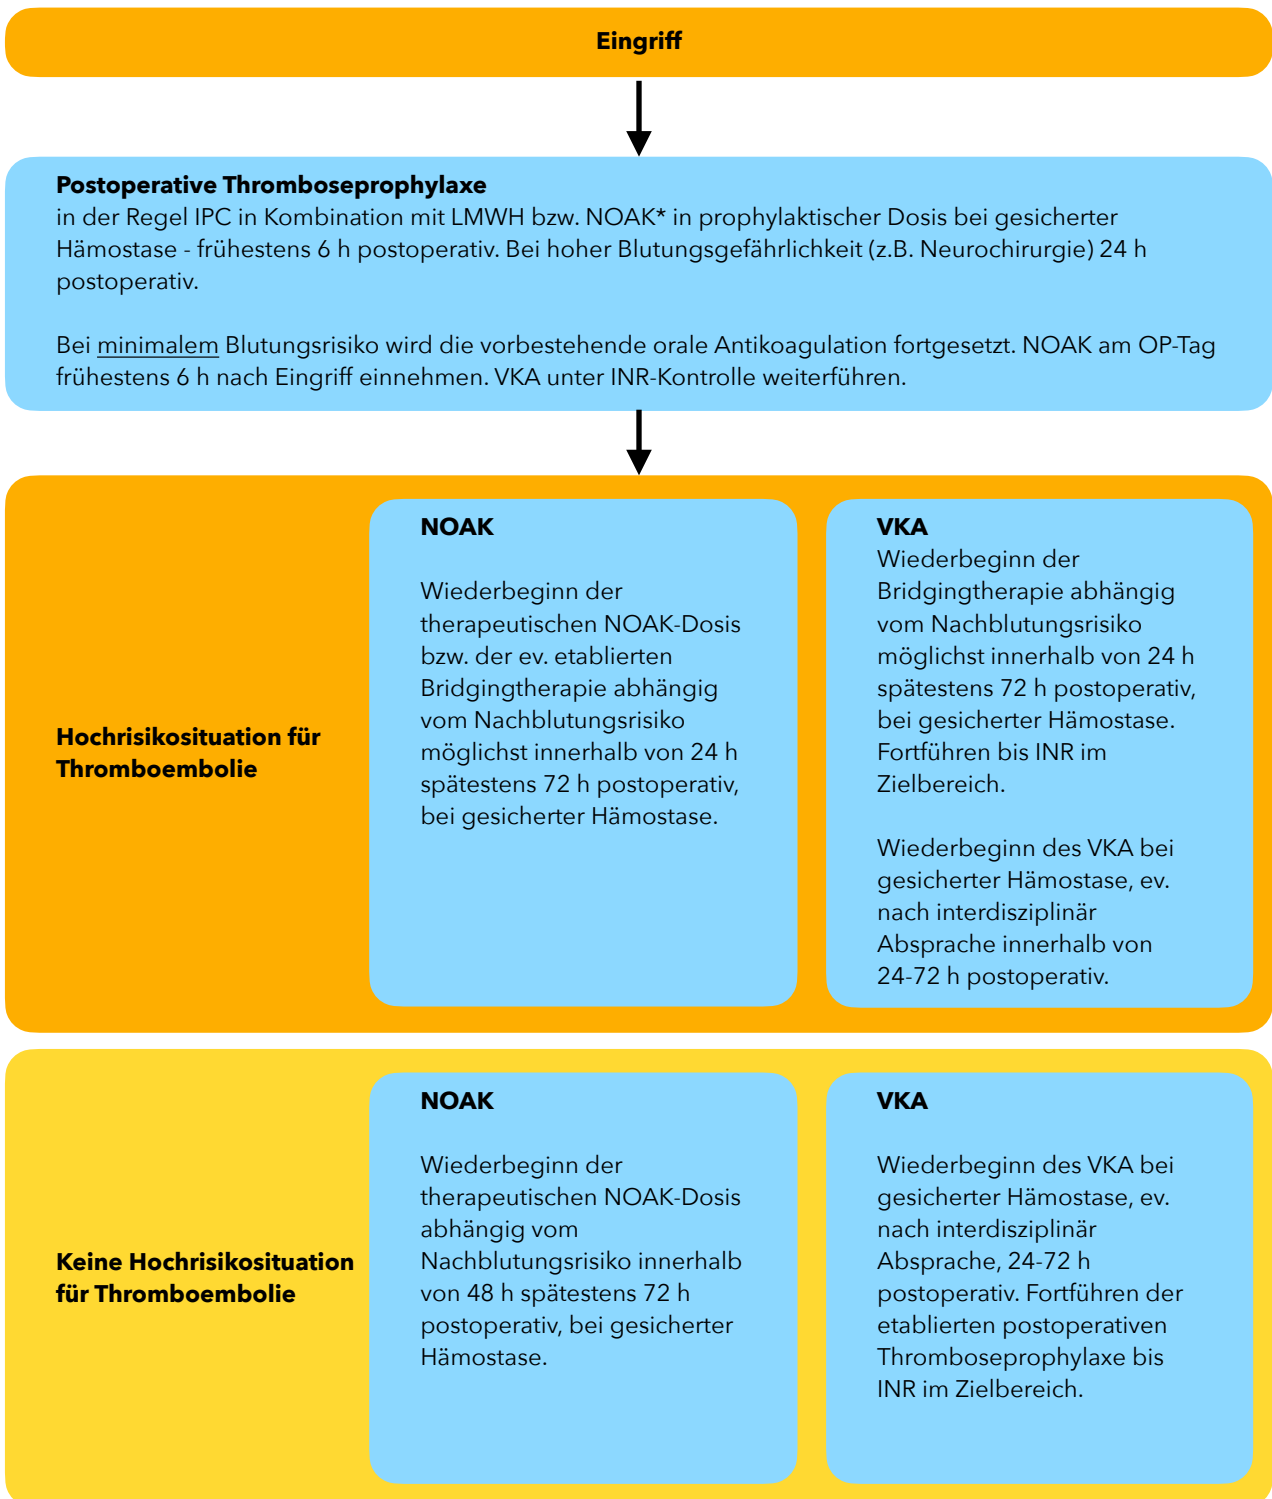 Eingriff
Postoperative Thromboseprophylaxe
in der Regel IPC in Kombination mit LMWH bzw. NOAK* in prophylaktischer Dosis bei gesicherter
Hämostase - frühestens 6 h postoperativ. Bei hoher Blutungsgefährlichkeit (z.B. Neurochirurgie) 24 h
postoperativ.
Bei minimalem Blutungsrisiko wird die vorbestehende orale Antikoagulation fortgesetzt. NOAK am OP-Tag
frühestens 6 h nach Eingriff einnehmen. VKA unter INR-Kontrolle weiterführen.
Hochrisikosituation für
Thromboembolie
NOAK
Wiederbeginn der
therapeutischen NOAK-Dosis
bzw. der ev. etablierten
Bridgingtherapie abhängig
vom Nachblutungsrisiko
möglichst innerhalb von 24 h
spätestens 72 h postoperativ,
bei gesicherter Hämostase.
VKA
Wiederbeginn der
Bridgingtherapie abhängig
vom Nachblutungsrisiko
möglichst innerhalb von 24 h
spätestens 72 h postoperativ,
bei gesicherter Hämostase.
Fortführen bis INR im
Zielbereich.
Wiederbeginn des VKA bei
gesicherter Hämostase, ev.
nach interdisziplinär
Absprache innerhalb von
24-72 h postoperativ.
Keine Hochrisikosituation
für Thromboembolie
NOAK
Wiederbeginn der
therapeutischen NOAK-Dosis
abhängig vom
Nachblutungsrisiko innerhalb
von 48 h spätestens 72 h
postoperativ, bei gesicherter
Hämostase.
VKA
Wiederbeginn des VKA bei
gesicherter Hämostase, ev.
nach interdisziplinär
Absprache, 24-72 h
postoperativ. Fortführen der
etablierten postoperativen
Thromboseprophylaxe bis
INR im Zielbereich.